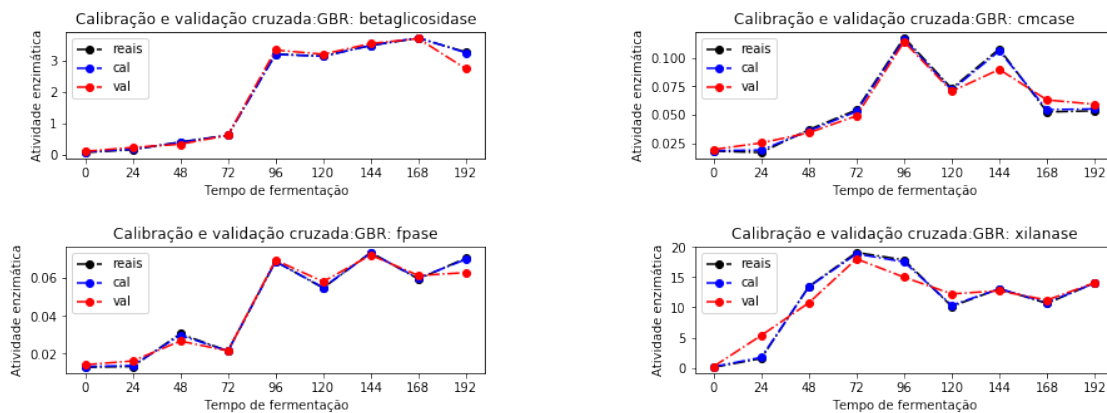 Calibração e validação cruzada:GBR: betaglicosidase
Atividade enzimática
3
2
1
0
reais
cal
val
0 24 48 72 96 120 144 168 192
Tempo de fermentação
Calibração e validação cruzada:GBR: cmcase
Atividade enzimática
0.100
0.075
0.050
0.025
reais
cal
val
0 24 48 72 96 120 144 168 192
Tempo de fermentação
Calibração e validação cruzada:GBR: fpase
Atividade enzimática
0.06
0.04
0.02
reais
cal
val
0 24 48 72 96 120 144 168 192
Tempo de fermentação
Calibração e validação cruzada:GBR: xilanase
Atividade enzimática
20
15
10
5
0
reais
cal
val
0 24 48 72 96 120 144 168 192
Tempo de fermentação